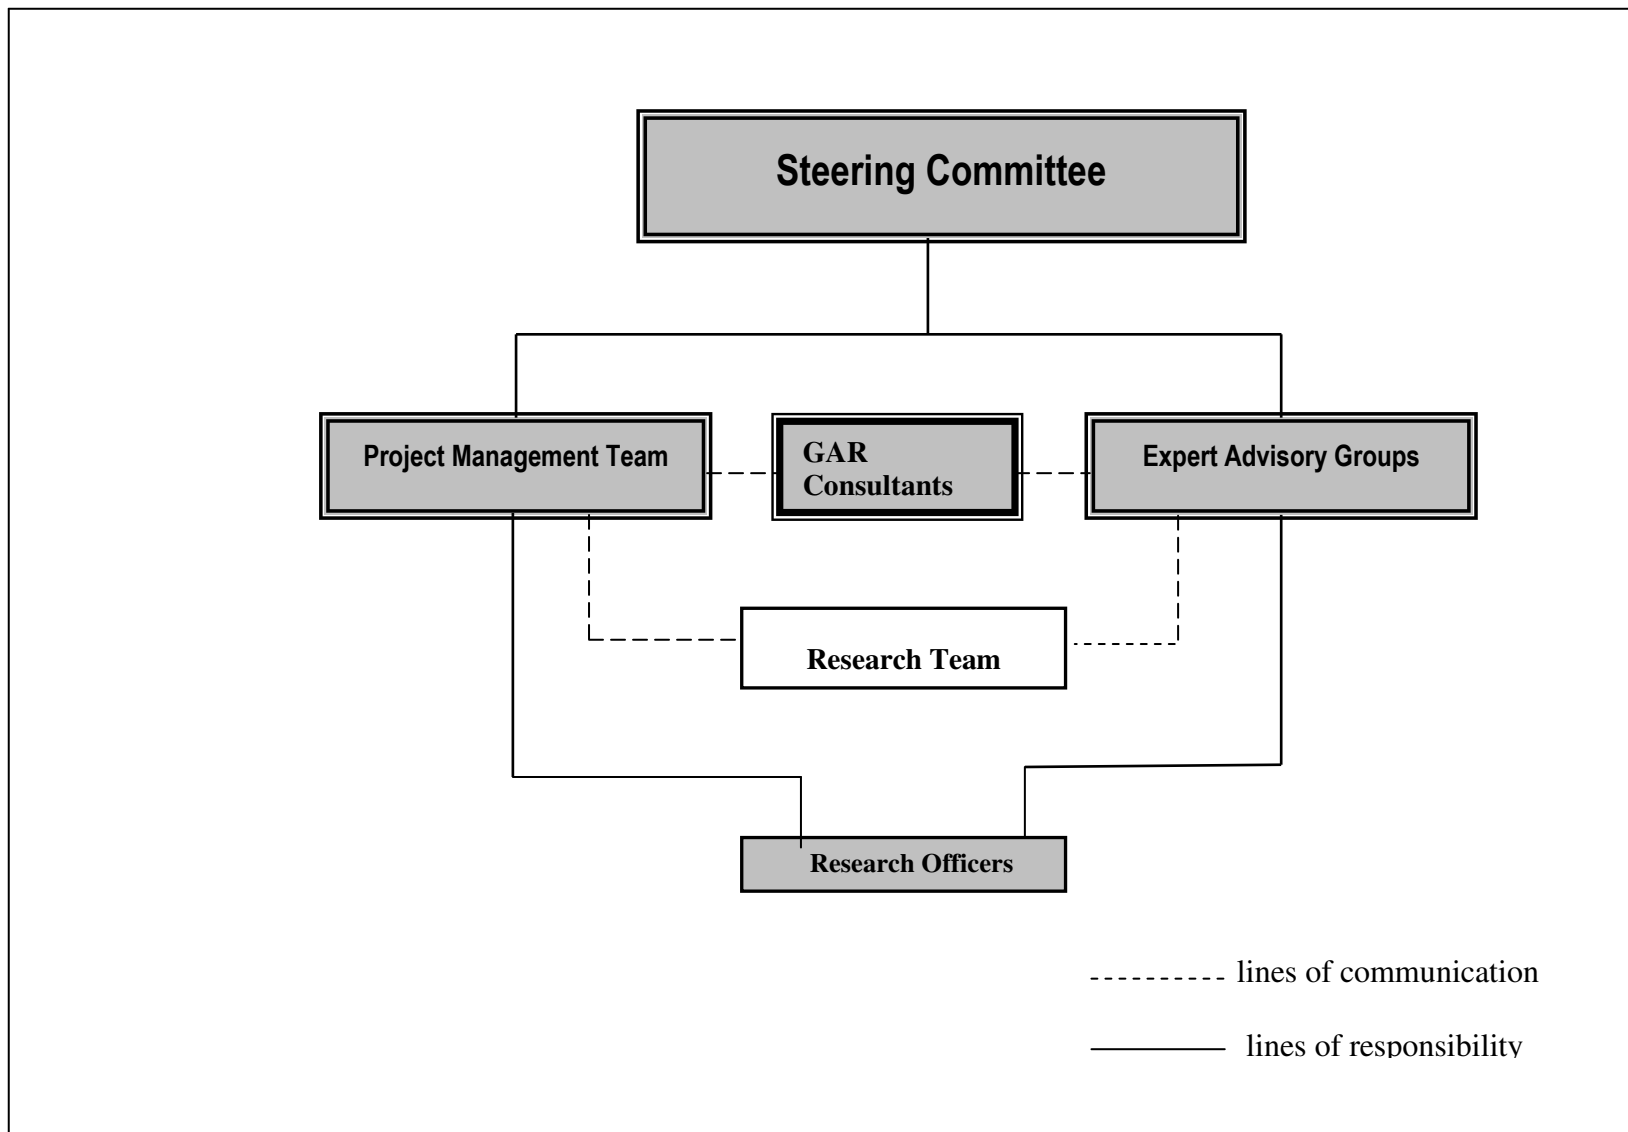 Steering Committee
Project Management Team
GAR
Consultants
Expert Advisory Groups
Research Team
Research Officers
lines of communication
lines of responsibility